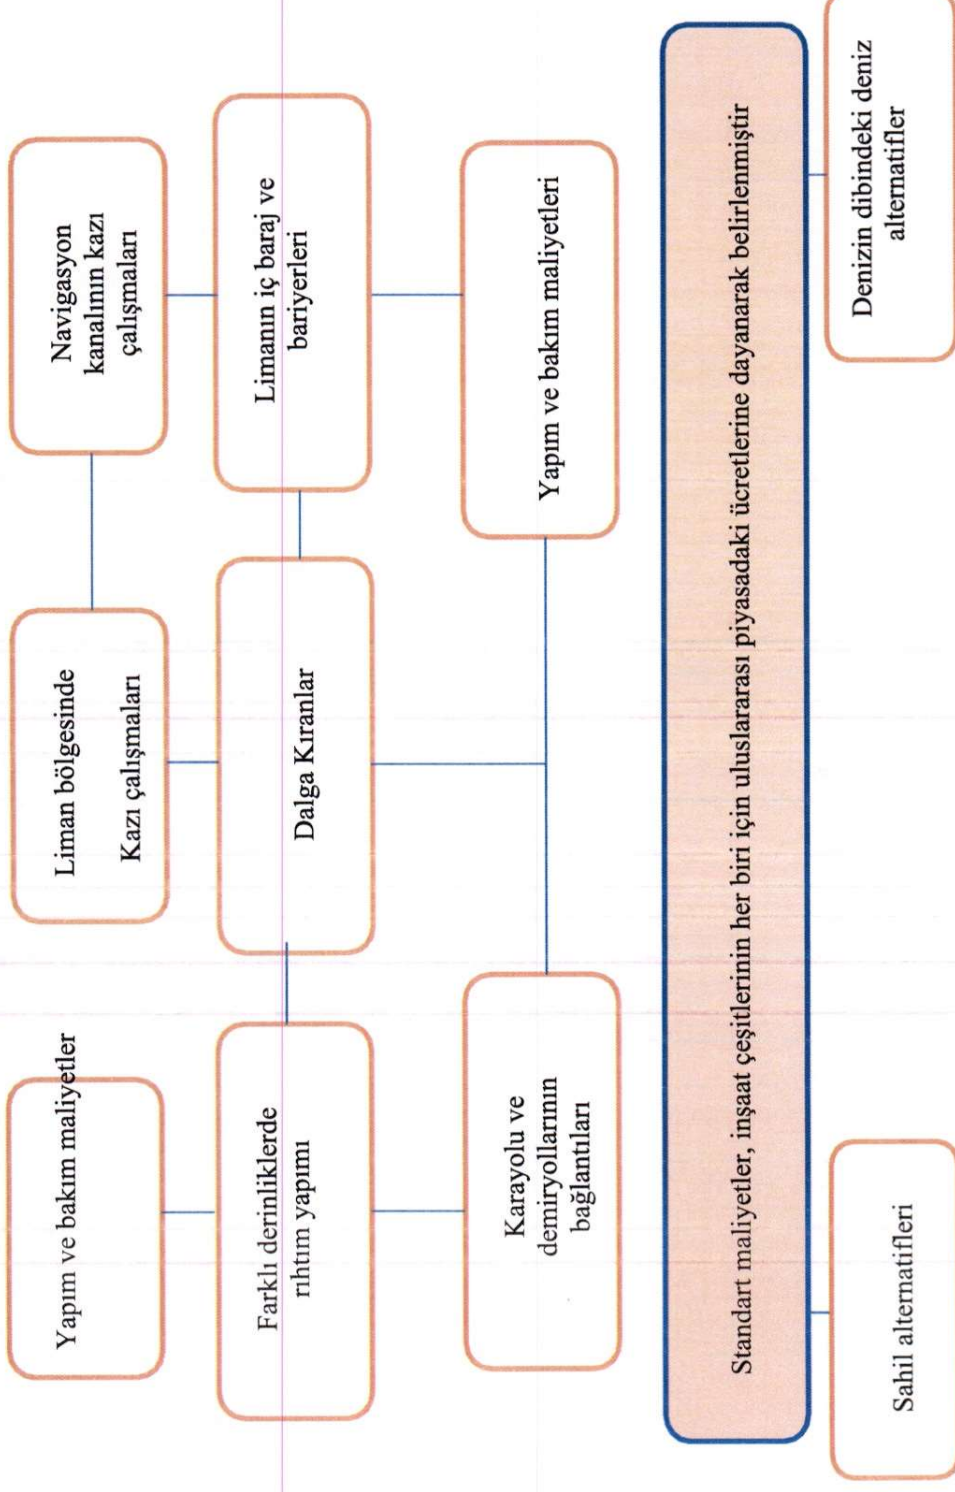 Yapım ve bakım maliyetler
Liman bölgesinde
Kazı çalışmaları
Navigasyon
kanalının kazı
çalışmaları
Farklı derinliklerde
rıhtım yapımı
Dalga Kıranlar
Limanın iç baraj ve
bariyerleri
Karayolu ve
demiryollarının
bağlantıları
Yapım ve bakım maliyetleri
Standart maliyetler, inşaat çeşitlerinin her biri için uluslararası piyasadaki ücretlerine dayanarak belirlenmiştir
Sahil alternatifleri
Denizin dibindeki deniz
alternatifler